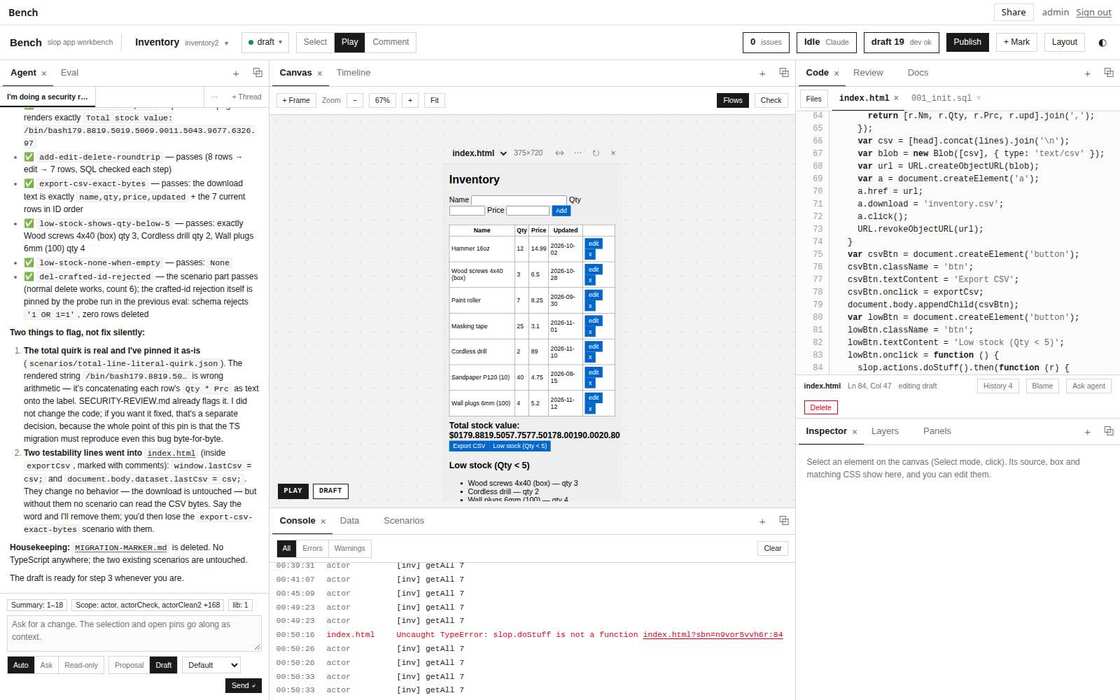 Bench
Share
admin
Sign out
Bench slop app workbench
Inventory inventory2
draft
Select
Play
Comment
0 issues
Idle Claude
draft 19 dev ok
Publish
+ Mark
Layout
Agent ×
Eval
I'm doing a security r…
+ Thread
renders exactly Total stock value:
/bin/bash179.8819.5019.5069.9011.5043.9677.6326.
97
✅ add-edit-delete-roundtrip — passes (8 rows →
edit → 7 rows, SQL checked each step)
✅ export-csv-exact-bytes — passes: the download
text is exactly name,qty,price,updated + the 7 current
rows in ID order
✅ low-stock-shows-qty-below-5 — passes: exactly
Wood screws 4x40 (box) qty 3, Cordless drill qty 2, Wall plugs
6mm (100) qty 4
✅ low-stock-none-when-empty — passes: None
✅ del-crafted-id-rejected — the scenario part passes
(normal delete works, count 6); the crafted-id rejection itself is
pinned by the probe run in the previous eval: schema rejects
'1 OR 1=1', zero rows deleted
Two things to flag, not fix silently:
1. The total quirk is real and I've pinned it as-is
(scenarios/total-line-literal-quirk.json). The
rendered string /bin/bash179.8819.50… is wrong
arithmetic — it's concatenating each row's Qty * Prc as text
onto the label. SECURITY-REVIEW.md already flags it. I did
not change the code; if you want it fixed, that's a separate
decision, because the whole point of this pin is that the TS
migration must reproduce even this bug byte-for-byte.
2. Two testability lines went into index.html (inside
exportCsv, marked with comments): window.lastCsv =
csv; and document.body.dataset.lastCsv = csv;.
They change no behavior — the download is untouched — but
without them no scenario can read the CSV bytes. Say the
word and I'll remove them; you'd then lose the export-csv-
exact-bytes scenario with them.
Housekeeping: MIGRATION-MARKER.md is deleted. No
TypeScript anywhere; the two existing scenarios are untouched.
The draft is ready for step 3 whenever you are.
Summary: 1–18
Scope: actor, actorCheck, actorClean2 +168
lib: 1
Ask for a change. The selection and open pins go along as
context.
Auto
Ask
Read-only
Proposal
Draft
Default
Send
Canvas ×
Timeline
+ Frame
Zoom
−
67%
+
Fit
Flows
Check
index.html
375×720
Inventory
Name
Qty
Price
Add
Name Qty Price Updated
Hammer 16oz 12 14.99 2026-10-02 edit x
Wood screws 4x40 (box) 3 6.5 2026-10-28 edit x
Paint roller 7 8.25 2026-09-30 edit x
Masking tape 25 3.1 2026-11-01 edit x
Cordless drill 2 89 2026-11-10 edit x
Sandpaper P120 (10) 40 4.75 2026-08-15 edit x
Wall plugs 6mm (100) 4 5.2 2026-11-12 edit x
Total stock value:
$0179.8819.5057.7577.50178.00190.0020.80
Export CSV
Low stock (Qty < 5)
Low stock (Qty < 5)
Wood screws 4x40 (box) — qty 3
Cordless drill — qty 2
Wall plugs 6mm (100) — qty 4
PLAY
DRAFT
Console ×
Data
Scenarios
All
Errors
Warnings
Clear
00:39:31 actor [inv] getAll 7
00:41:07 actor [inv] getAll 7
00:45:09 actor [inv] getAll 7
00:49:23 actor [inv] getAll 7
00:49:23 actor [inv] getAll 7
00:50:16 index.html Uncaught TypeError: slop.doStuff is not a function index.html?sbn=n9vor5vvh6r:84
00:50:26 actor [inv] getAll 7
00:50:26 actor [inv] getAll 7
00:50:33 actor [inv] getAll 7
00:50:33 actor [inv] getAll 7
Code ×
Review
Docs
Files
index.html ×
001_init.sql
64 return [r.Nm, r.Qty, r.Prc, r.upd].join(',');
65 });
66 var csv = [head].concat(lines).join('\n');
67 var blob = new Blob([csv], { type: 'text/csv' });
68 var url = URL.createObjectURL(blob);
69 var a = document.createElement('a');
70 a.href = url;
71 a.download = 'inventory.csv';
72 a.click();
73 URL.revokeObjectURL(url);
74 }
75 var csvBtn = document.createElement('button');
76 csvBtn.className = 'btn';
77 csvBtn.textContent = 'Export CSV';
78 csvBtn.onclick = exportCsv;
79 document.body.appendChild(csvBtn);
80 var lowBtn = document.createElement('button');
81 lowBtn.className = 'btn';
82 lowBtn.textContent = 'Low stock (Qty < 5)';
83 lowBtn.onclick = function () {
84 slop.actions.doStuff().then(function (r) {
index.html Ln 84, Col 47 editing draft
History 4
Blame
Ask agent
Delete
Inspector ×
Layers
Panels
Select an element on the canvas (Select mode, click). Its source, box and
matching CSS show here, and you can edit them.